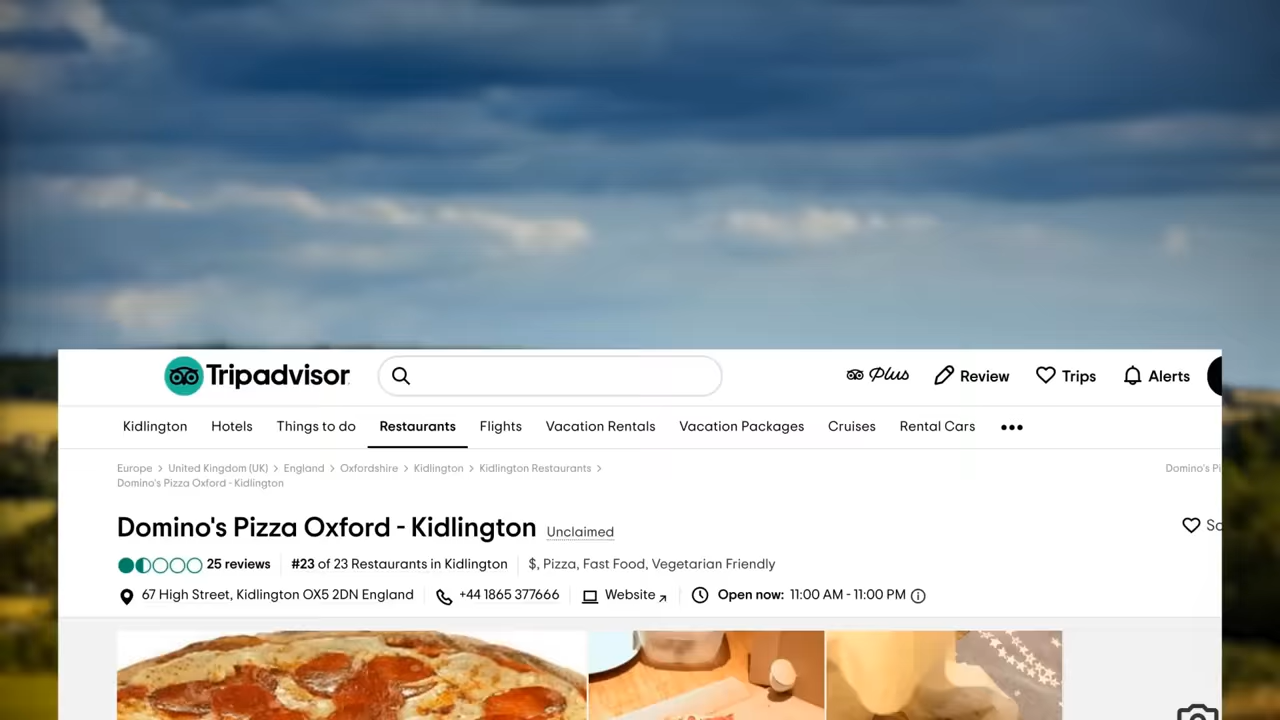 Tripadvisor
Plus Review Trips Alerts
Kidlington Hotels Things to do Restaurants Flights Vacation Rentals Vacation Packages Cruises Rental Cars •••
Europe > United Kingdom (UK) > England > Oxfordshire > Kidlington > Kidlington Restaurants >
Domino's Pi
Domino's Pizza Oxford - Kidlington
Domino's Pizza Oxford - Kidlington Unclaimed
25 reviews #23 of 23 Restaurants in Kidlington $, Pizza, Fast Food, Vegetarian Friendly
67 High Street, Kidlington OX5 2DN England +44 1865 377666 Website Open now: 11:00 AM - 11:00 PM